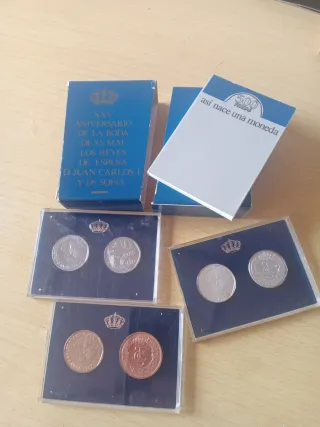 XXV
ANIVERSARIO
DE LA BODA
DE SS. MM.
LOS REYES
DE ESPAÑA
D. JUAN CARLOS I
Y Dª SOFIA
así nace una moneda